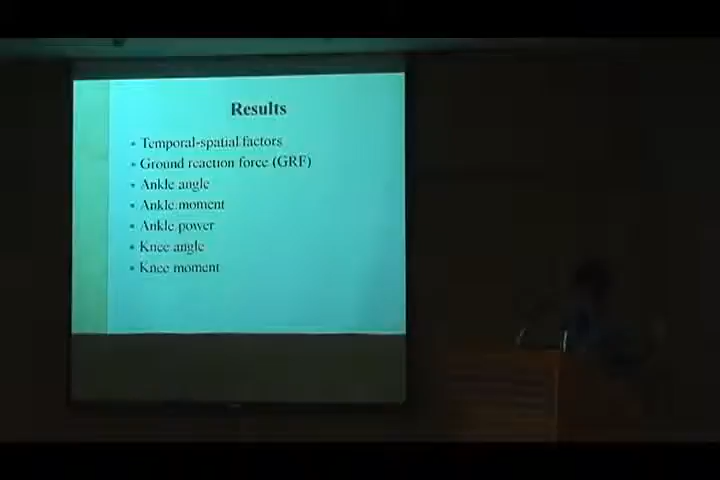 Results
Temporal-spatial factors
Ground reaction force (GRF)
Ankle angle
Ankle moment
Ankle power
Knee angle
Knee moment